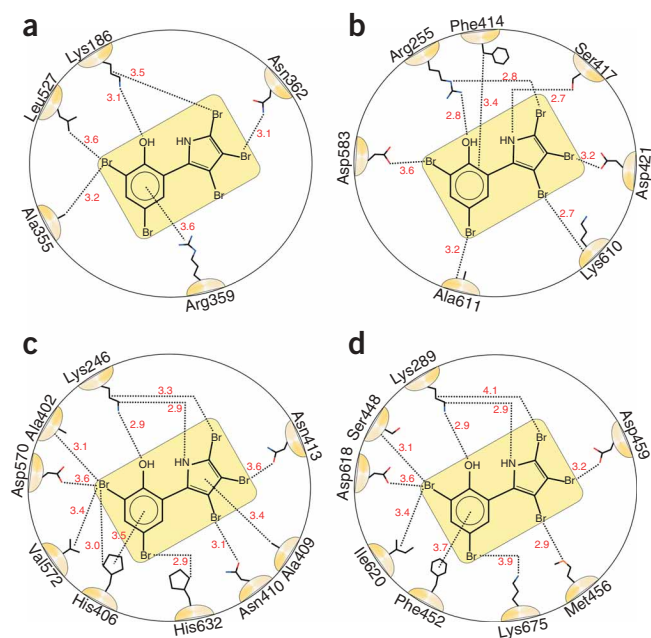 a
Lys186
Leu527
Asn362
3.5
3.1
Br
3.1
OH
HN
Br
3.6
Br
Br
3.2
Br
3.6
Ala355
Arg359
b
Phe414
Arg255
Ser417
2.8
2.7
3.4
2.8
Br
OH
HN
Asp583
Br
Br
3.2
3.6
Br
Asp421
2.7
Br
3.2
Lys610
Ala611
c
Lys246
Ala402
3.3
2.9
Asn413
2.9
3.1
Br
Asp570
OH
HN
3.6
3.6
Br
Br
3.4
Br
3.4
3.0
3.5
3.1
Br
2.9
Val572
Ala409
His406
Asn410
His632
d
Lys289
Ser448
4.1
2.9
Asp459
2.9
3.1
Br
Asp618
OH
HN
3.2
3.6
Br
Br
3.4
Br
3.7
2.9
Br
3.9
Ile620
Met456
Phe452
Lys675